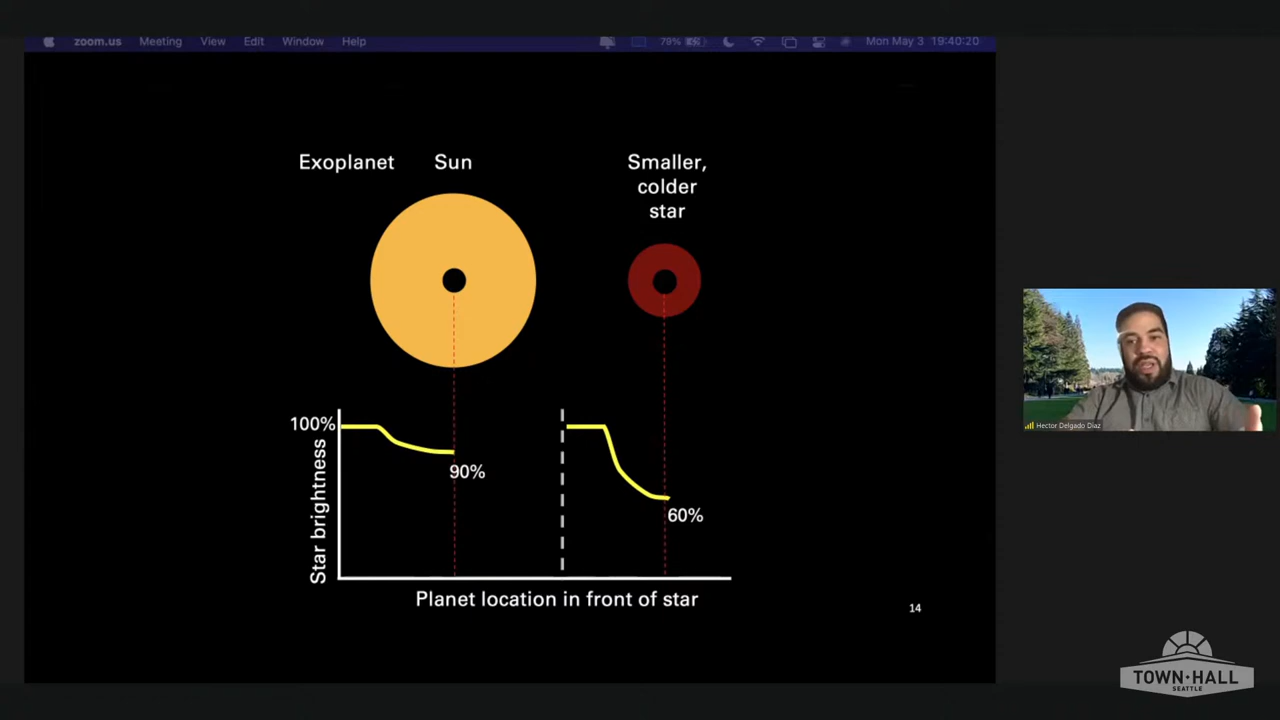 zoom.us Meeting View Edit Window Help 78% Mon May 3 19:40:20
Exoplanet Sun
Smaller,
colder
star
100%
90%
60%
Star brightness
Planet location in front of star
14
Hector Delgado Diaz
TOWN HALL
SEATTLE